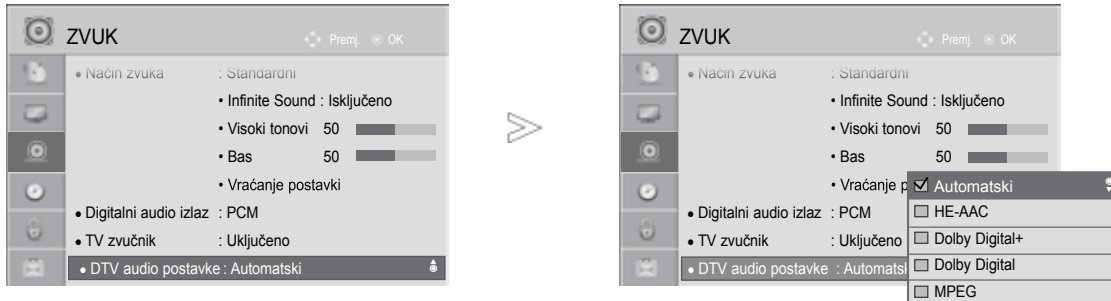 ZVUK
Premj. OK
• Način zvuka : Standardni
• Infinite Sound : Isključeno
• Visoki tonovi 50
• Bas 50
• Vraćanje postavki
• Digitalni audio izlaz : PCM
• TV zvučnik : Uključeno
• DTV audio postavke : Automatski
ZVUK
Premj. OK
• Način zvuka : Standardni
• Infinite Sound : Isključeno
• Visoki tonovi 50
• Bas 50
• Vraćanje p
• Digitalni audio izlaz : PCM
• TV zvučnik : Uključeno
• DTV audio postavke : Automatsk
Automatski
HE-AAC
Dolby Digital+
Dolby Digital
MPEG